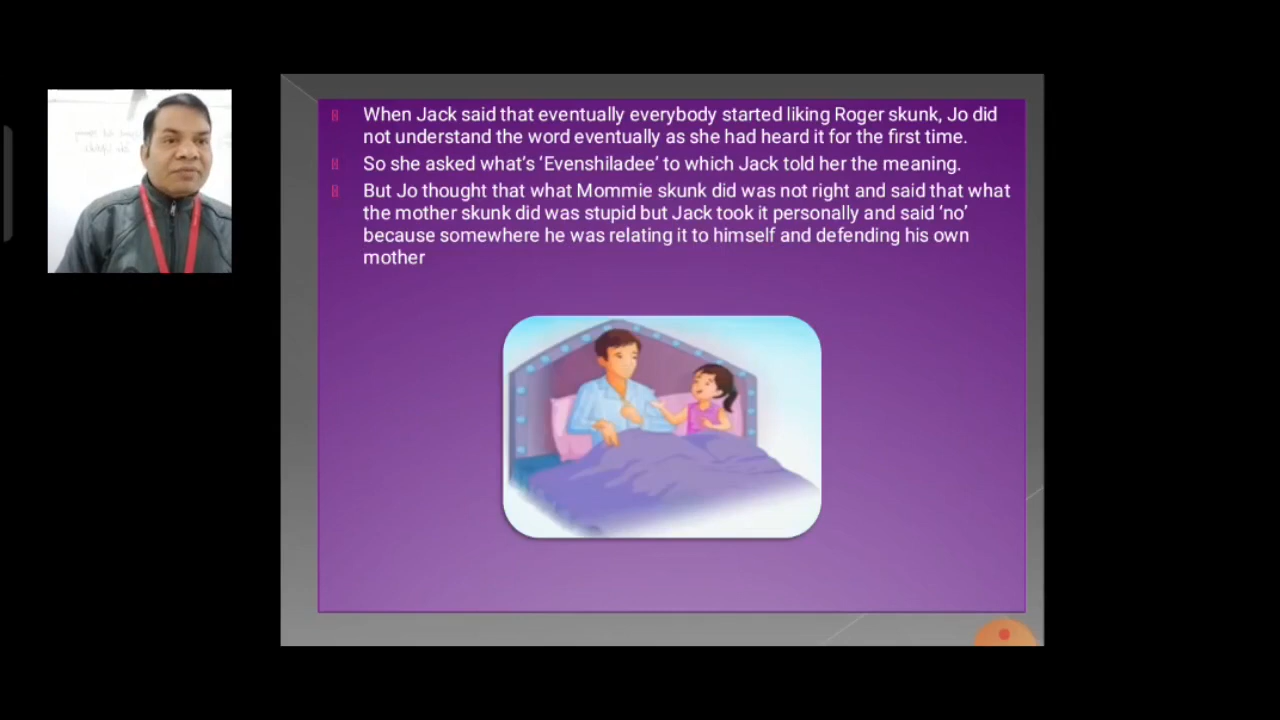 When Jack said that eventually everybody started liking Roger skunk, Jo did
not understand the word eventually as she had heard it for the first time.
So she asked what's ‘Evenshiladee’ to which Jack told her the meaning.
But Jo thought that what Mommie skunk did was not right and said that what
the mother skunk did was stupid but Jack took it personally and said ‘no’
because somewhere he was relating it to himself and defending his own
mother